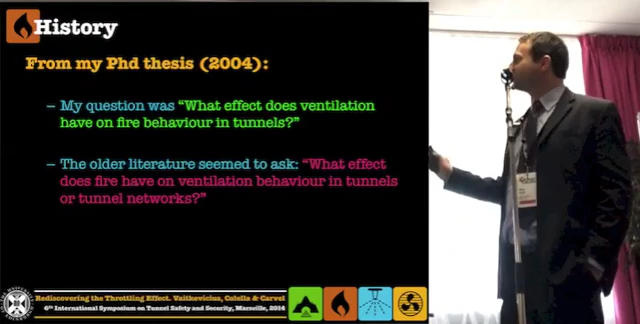 History
From my Phd thesis (2004):
– My question was “What effect does ventilation
have on fire behaviour in tunnels?”
– The older literature seemed to ask: “What effect
does fire have on ventilation behaviour in tunnels
or tunnel networks?”
Rediscovering the Throttling Effect. Vaitkevicius, Colella & Carvel
6th International Symposium on Tunnel Safety and Security, Marseille, 2014